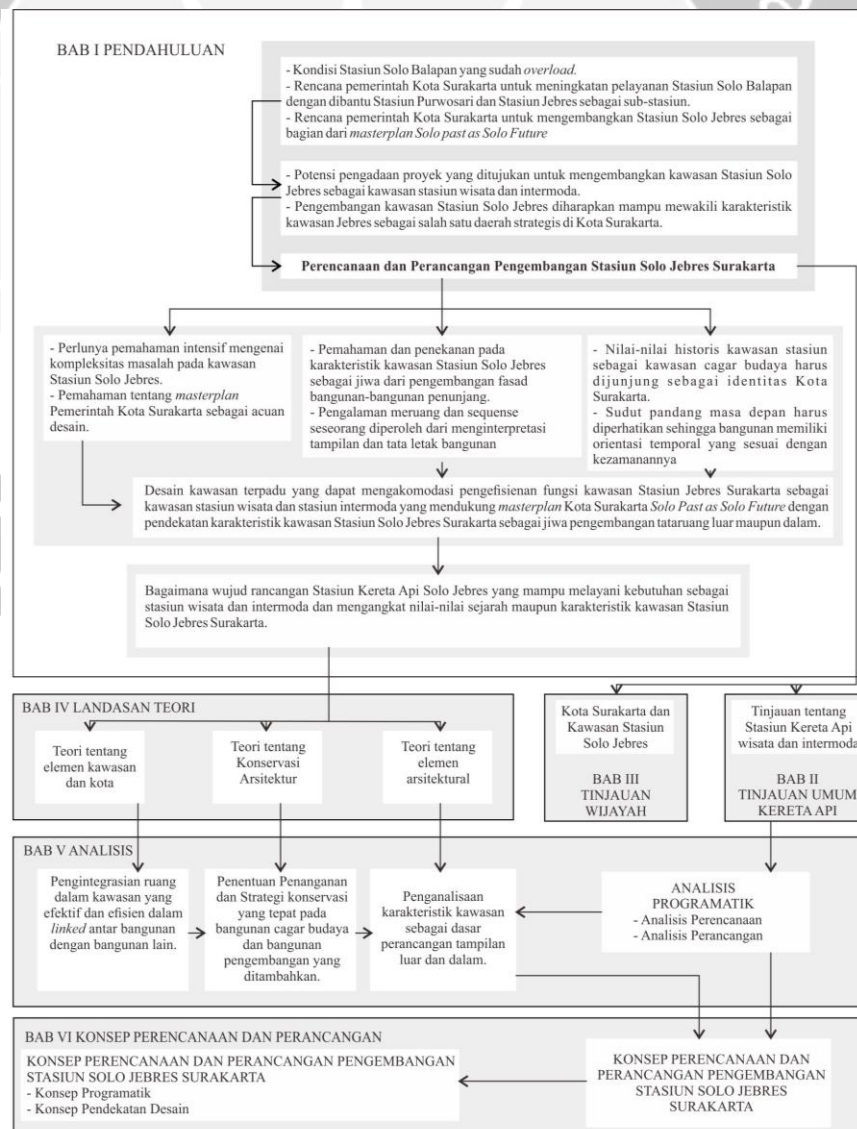 BAB I PENDAHULUAN
- Kondisi Stasiun Solo Balapan yang sudah overload.
- Rencana pemerintah Kota Surakarta untuk meningkatan pelayanan Stasiun Solo Balapan
dengan dibantu Stasiun Purwosari dan Stasiun Jebres sebagai sub-stasiun.
- Rencana pemerintah Kota Surakarta untuk mengembangkan Stasiun Solo Jebres sebagai
bagian dari masterplan Solo past as Solo Future
- Potensi pengadaan proyek yang ditujukan untuk mengembangkan kawasan Stasiun Solo
Jebres sebagai kawasan stasiun wisata dan intermoda.
- Pengembangan kawasan Stasiun Solo Jebres diharapkan mampu mewakili karakteristik
kawasan Jebres sebagai salah satu daerah strategis di Kota Surakarta.
Perencanaan dan Perancangan Pengembangan Stasiun Solo Jebres Surakarta
- Perlunya pemahaman intensif mengenai
kompleksitas masalah pada kawasan
Stasiun Solo Jebres.
- Pemahaman tentang masterplan
Pemerintah Kota Surakarta sebagai acuan
desain.
- Pemahaman dan penekanan pada
karakteristik kawasan Stasiun Solo Jebres
sebagai jiwa dari pengembangan fasad
bangunan-bangunan penunjang.
- Pengalaman meruang dan sequense
seseorang diperoleh dari menginterpretasi
tampilan dan tata letak bangunan
- Nilai-nilai historis kawasan stasiun
sebagai kawasan cagar budaya harus
dijunjung sebagai identitas Kota
Surakarta.
- Sudut pandang masa depan harus
diperhatikan sehingga bangunan memiliki
orientasi temporal yang sesuai dengan
kezamanannya
Desain kawasan terpadu yang dapat mengakomodasi pengefisienan fungsi kawasan Stasiun Jebres Surakarta sebagai
kawasan stasiun wisata dan stasiun intermoda yang mendukung masterplan Kota Surakarta Solo Past as Solo Future dengan
pendekatan karakteristik kawasan Stasiun Solo Jebres Surakarta sebagai jiwa pengembangan tataruang luar maupun dalam.
Bagaimana wujud rancangan Stasiun Kereta Api Solo Jebres yang mampu melayani kebutuhan sebagai
stasiun wisata dan intermoda dan mengangkat nilai-nilai sejarah maupun karakteristik kawasan Stasiun
Solo Jebres Surakarta.
BAB IV LANDASAN TEORI
Teori tentang
elemen kawasan
dan kota
Teori tentang
Konservasi
Arsitektur
Teori tentang
elemen
arsitektural
Kota Surakarta dan
Kawasan Stasiun
Solo Jebres
BAB III
TINJAUAN
WIJAYAH
Tinjauan tentang
Stasiun Kereta Api
wisata dan intermoda
BAB II
TINJAUAN UMUM
KERETA API
BAB V ANALISIS
Pengintegrasian ruang
dalam kawasan yang
efektif dan efisien dalam
linked antar bangunan
dengan bangunan lain.
Penentuan Penanganan
dan Strategi konservasi
yang tepat pada
bangunan cagar budaya
dan bangunan
pengembangan yang
ditambahkan.
Penganalisaan
karakteristik kawasan
sebagai dasar
perancangan tampilan
luar dan dalam.
ANALISIS
PROGRAMATIK
- Analisis Perencanaan
- Analisis Perancangan
BAB VI KONSEP PERENCANAAN DAN PERANCANGAN
KONSEP PERENCANAAN DAN PERANCANGAN PENGEMBANGAN
STASIUN SOLO JEBRES SURAKARTA
- Konsep Programatik
- Konsep Pendekatan Desain
KONSEP PERENCANAAN DAN
PERANCANGAN PENGEMBANGAN
STASIUN SOLO JEBRES
SURAKARTA